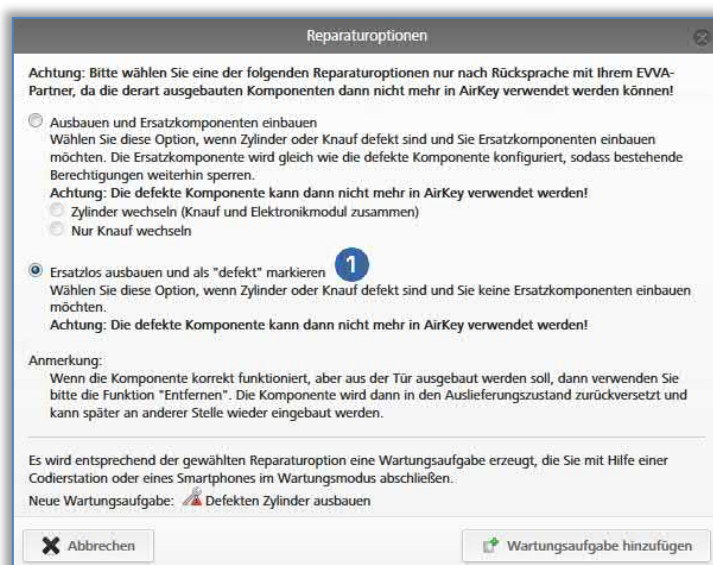 Reparaturoptionen
Achtung: Bitte wählen Sie eine der folgenden Reparaturoptionen nur nach Rücksprache mit Ihrem EVVA-
Partner, da die derart ausgebauten Komponenten dann nicht mehr in AirKey verwendet werden können!
Ausbauen und Ersatzkomponenten einbauen
Wählen Sie diese Option, wenn Zylinder oder Knauf defekt sind und Sie Ersatzkomponenten einbauen
möchten. Die Ersatzkomponente wird gleich wie die defekte Komponente konfiguriert, sodass bestehende
Berechtigungen weiterhin sperren.
Achtung: Die defekte Komponente kann dann nicht mehr in AirKey verwendet werden!
Zylinder wechseln (Knauf und Elektronikmodul zusammen)
Nur Knauf wechseln
Ersatzlos ausbauen und als "defekt" markieren 1
Wählen Sie diese Option, wenn Zylinder oder Knauf defekt sind und Sie keine Ersatzkomponenten einbauen
möchten.
Achtung: Die defekte Komponente kann dann nicht mehr in AirKey verwendet werden!
Anmerkung:
Wenn die Komponente korrekt funktioniert, aber aus der Tür ausgebaut werden soll, dann verwenden Sie
bitte die Funktion "Entfernen". Die Komponente wird dann in den Auslieferungszustand zurückversetzt und
kann später an anderer Stelle wieder eingebaut werden.
Es wird entsprechend der gewählten Reparaturoption eine Wartungsaufgabe erzeugt, die Sie mit Hilfe einer
Codierstation oder eines Smartphones im Wartungsmodus abschließen.
Neue Wartungsaufgabe: Defekten Zylinder ausbauen
Abbrechen
Wartungsaufgabe hinzufügen